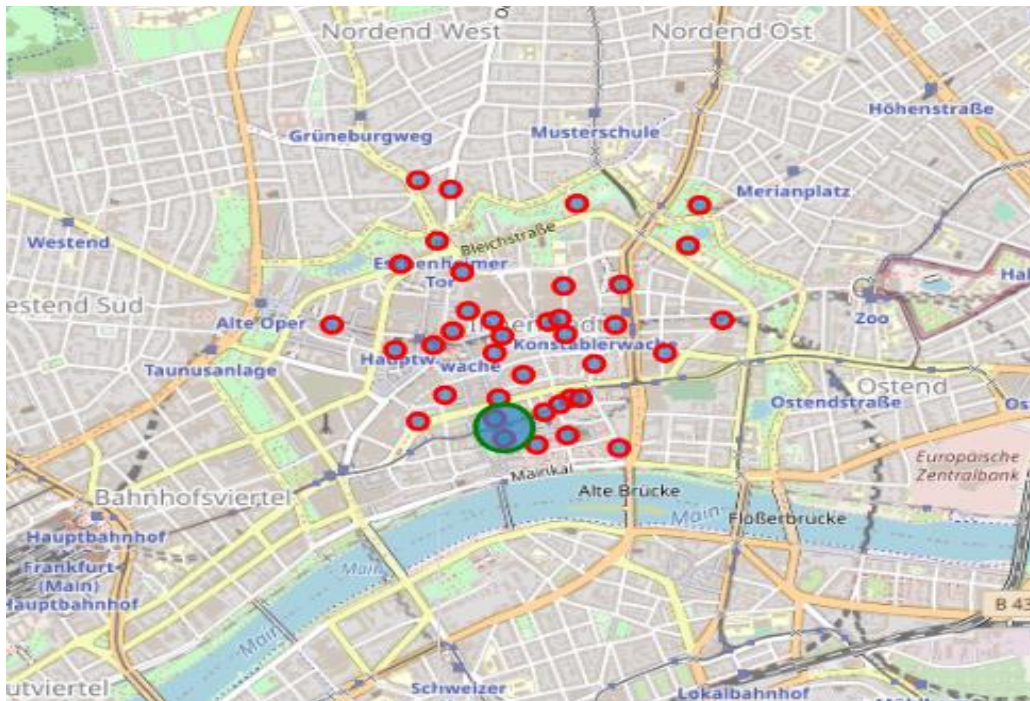 Nordend West
Nordend Ost
Höhenstraße
Grüneburgweg
Musterschule
Merianplatz
Westend
Bleichstraße
Eschenheimer
Tor
estend Sud
Alte Oper
Zoo
Taunusanlage
Hauptw
wache
Konstablerwache
Ostend
Ostendstraße
Europäische
Zentralbank
Mainkai
Bahnhofsviertel
Alte Brücke
Main
Floßerbrücke
Hauptbahnhof
Frankfurt
(Main)
Hauptbahnhof
Main
Main
B 43
utviertel
Schweizer
Lokalbahnhof